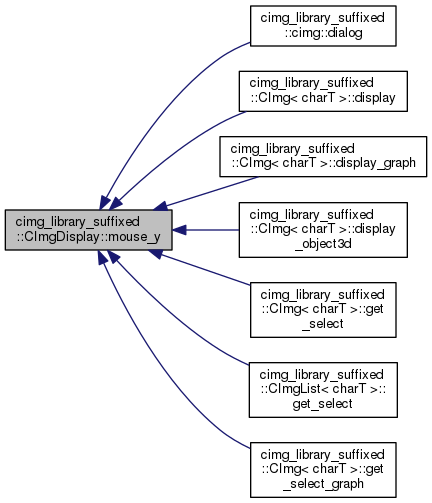 cimg_library_suffixed
::cimg::dialog
cimg_library_suffixed
::CImg< charT >::display
cimg_library_suffixed
::CImg< charT >::display_graph
cimg_library_suffixed
::CImgDisplay::mouse_y
cimg_library_suffixed
::CImg< charT >::display
_object3d
cimg_library_suffixed
::CImg< charT >::get
_select
cimg_library_suffixed
::CImgList< charT >::
get_select
cimg_library_suffixed
::CImg< charT >::get
_select_graph